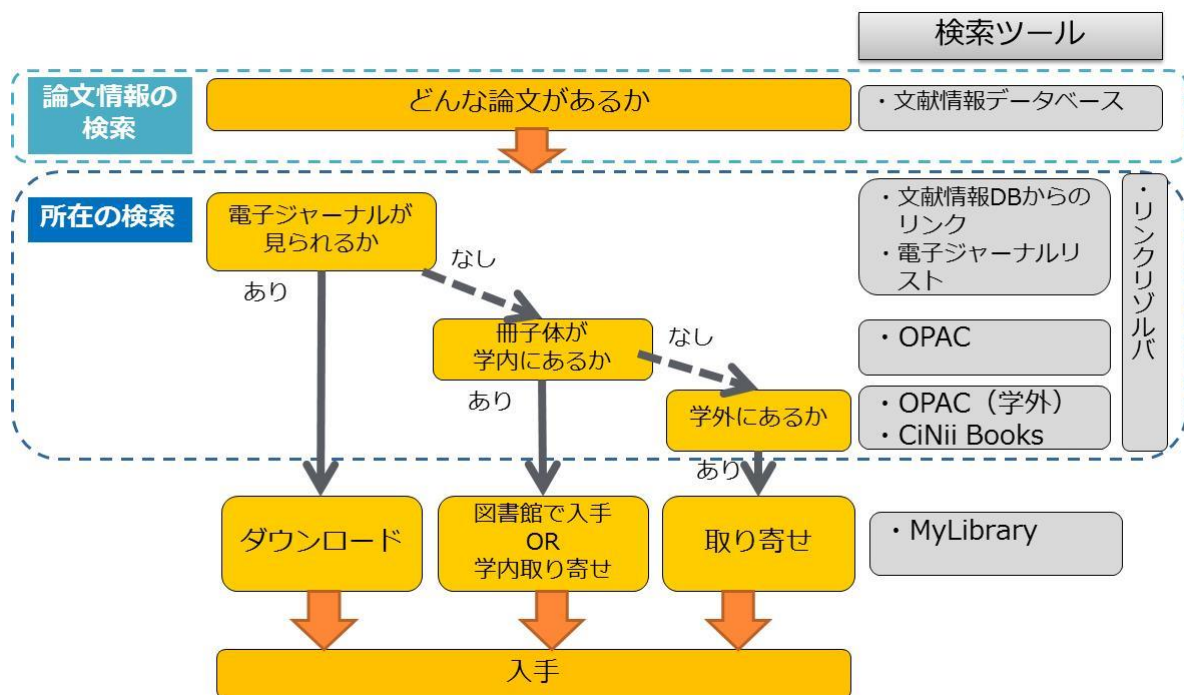 検索ツール
論文情報の
検索
どんな論文があるか
・文献情報データベース
所在の検索
電子ジャーナルが
見られるか
・文献情報DBからの
リンク
・電子ジャーナルリ
スト
・リンクリゾルバ
なし
あり
冊子体が
学内にあるか
なし
・OPAC
あり
学外にあるか
・OPAC（学外）
・CiNii Books
あり
ダウンロード
図書館で入手
OR
学内取り寄せ
取り寄せ
・MyLibrary
入手